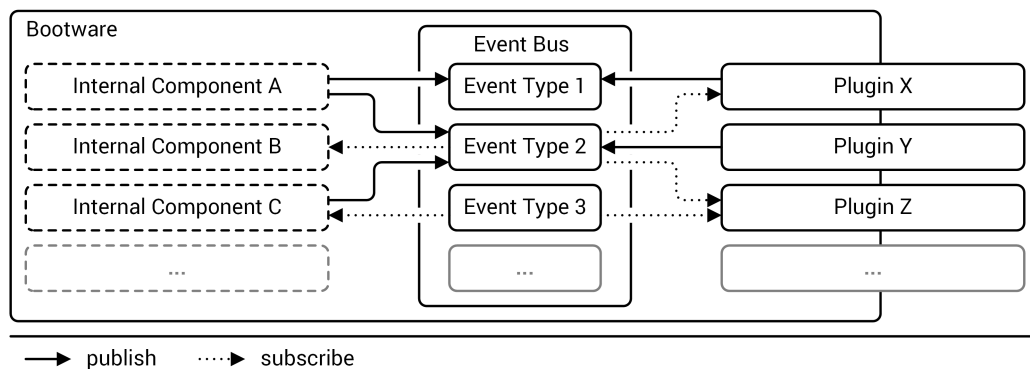 Bootware
Event Bus
Internal Component A
Event Type 1
Plugin X
Internal Component B
Event Type 2
Plugin Y
Internal Component C
Event Type 3
Plugin Z
...
...
...
publish
subscribe